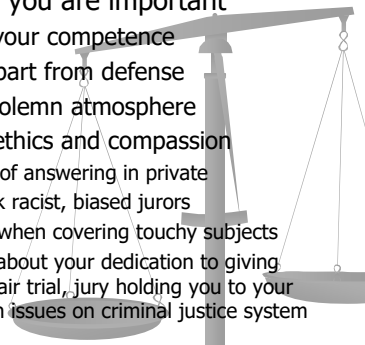 you are important
your competence
part from defense
olemn atmosphere
ethics and compassion
of answering in private
k racist, biased jurors
when covering touchy subjects
about your dedication to giving
air trial, jury holding you to your
n issues on criminal justice system